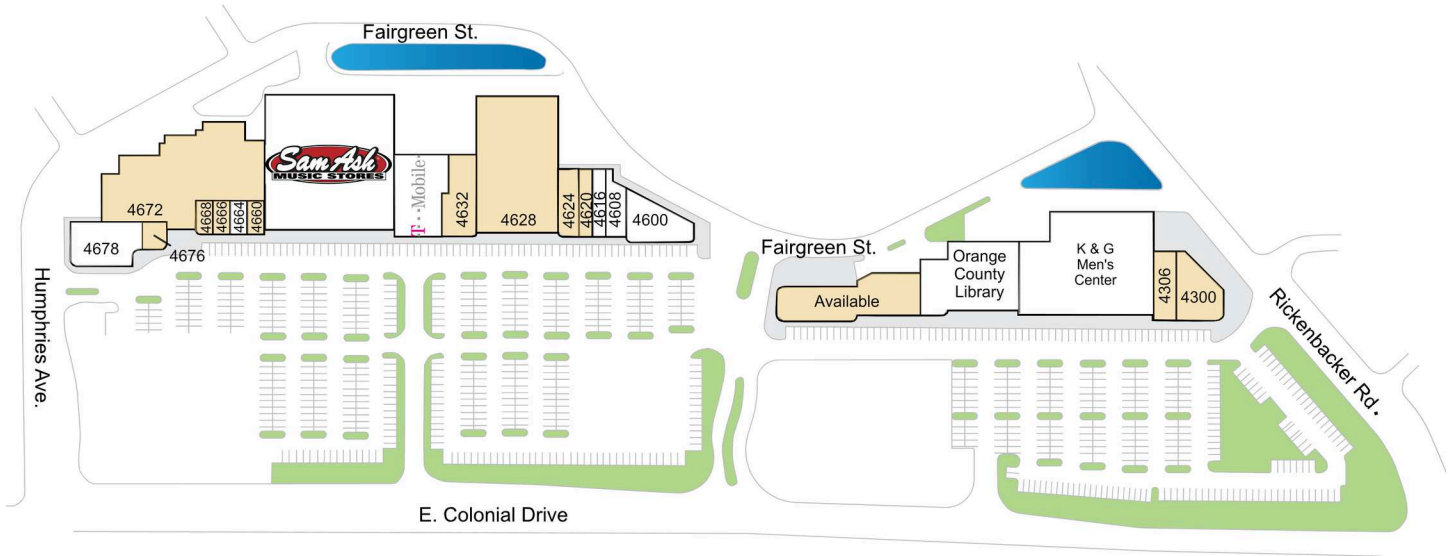 Fairgreen St.
Sam Ash
MUSIC STORES
T··Mobile·
4672
4668
4666
4664
4660
4632
4628
4624
4620
4616
4608
4600
4678
4676
Fairgreen St.
Available
Orange
County
Library
K & G
Men's
Center
4306
4300
Humphries Ave.
Rickenbacker Rd.
E. Colonial Drive